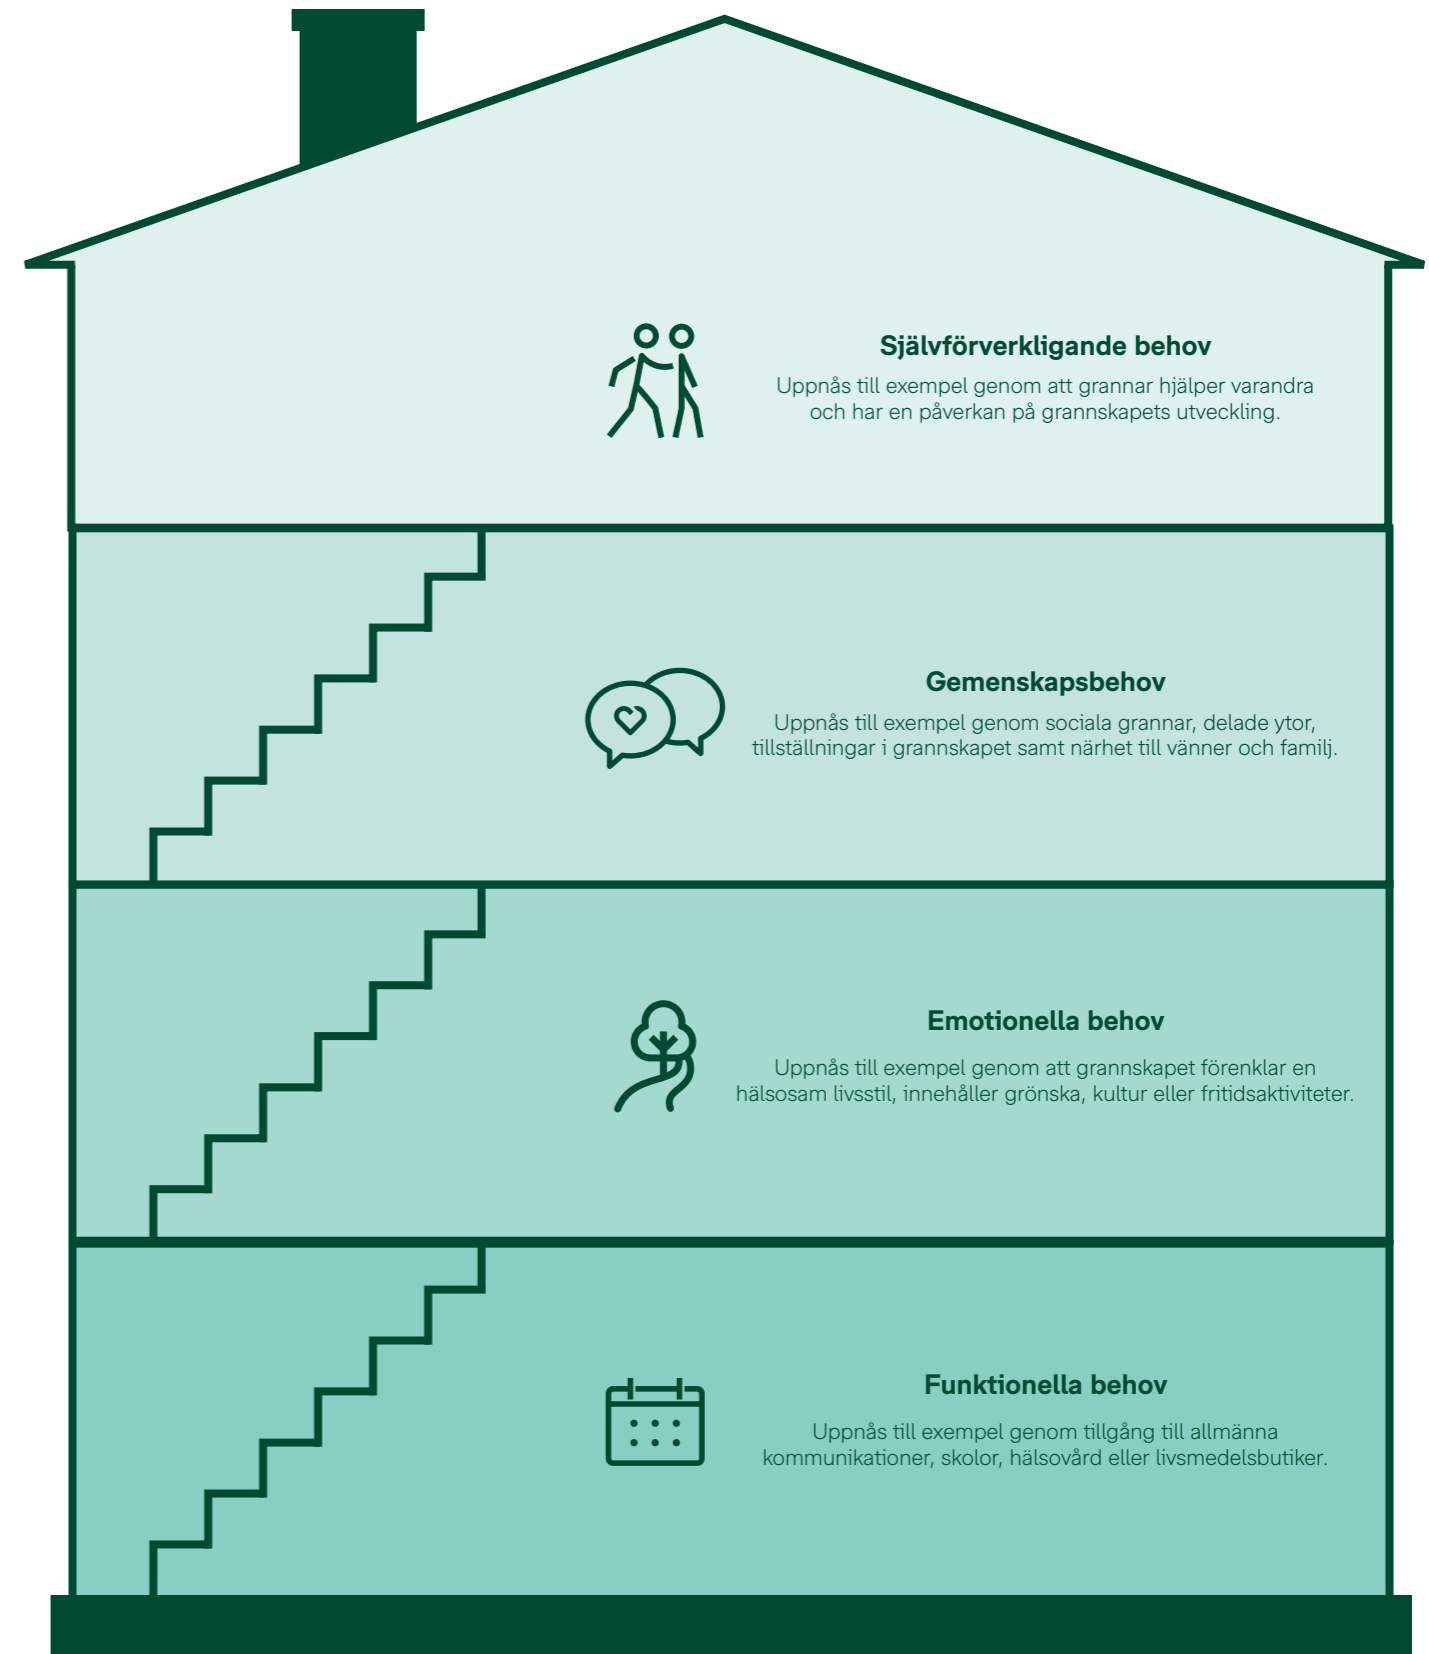 Självförverkligande behov
Uppnås till exempel genom att grannar hjälper varandra
och har en påverkan på grannskapets utveckling.
Gemenskapsbehov
Uppnås till exempel genom sociala grannar, delade ytor,
tillställningar i grannskapet samt närhet till vänner och familj.
Emotionella behov
Uppnås till exempel genom att grannskapet förenklar en
hälsosam livsstil, innehåller grönska, kultur eller fritidsaktiviteter.
Funktionella behov
Uppnås till exempel genom tillgång till allmänna
kommunikationer, skolor, hälsovård eller livsmedelsbutiker.